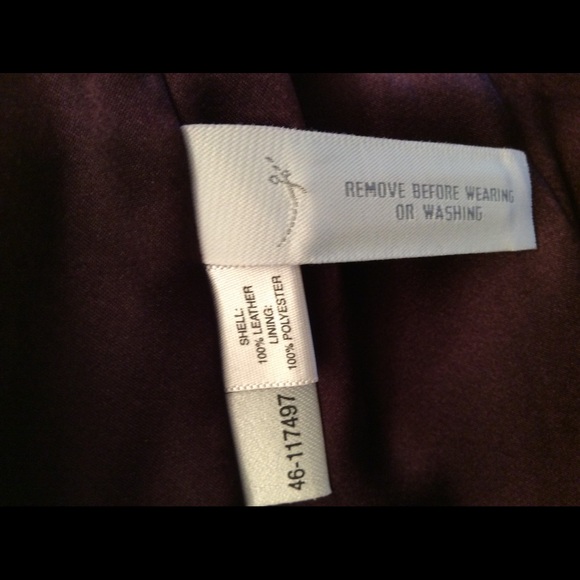 REMOVE BEFORE WEARING
OR WASHING
SHELL:
100% LEATHER
LINING:
100% POLYESTER
46-117497